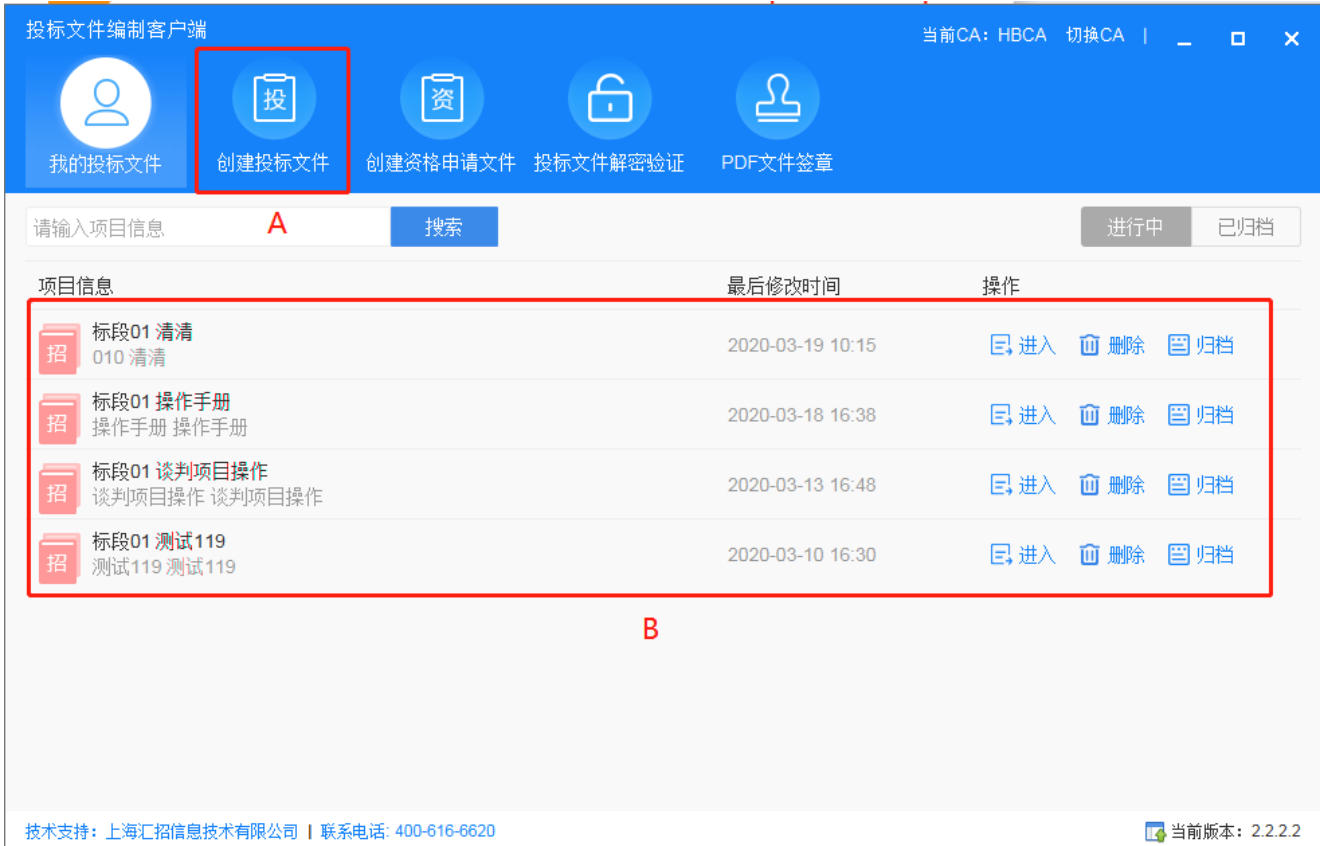 投标文件编制客户端
当前CA：HBCA 切换CA |
投 资
我的投标文件 创建投标文件 创建资格申请文件 投标文件解密验证 PDF文件签章
请输入项目信息 A 搜索 进行中 已归档
项目信息 最后修改时间 操作
标段01 清清
招 010 清清 2020-03-19 10:15 进入 删除 归档
标段01 操作手册
招 操作手册 操作手册 2020-03-18 16:38 进入 删除 归档
标段01 谈判项目操作
招 谈判项目操作 谈判项目操作 2020-03-13 16:48 进入 删除 归档
标段01 测试119
招 测试119 测试119 2020-03-10 16:30 进入 删除 归档
B
技术支持：上海汇招信息技术有限公司 | 联系电话: 400-616-6620 当前版本：2.2.2.2